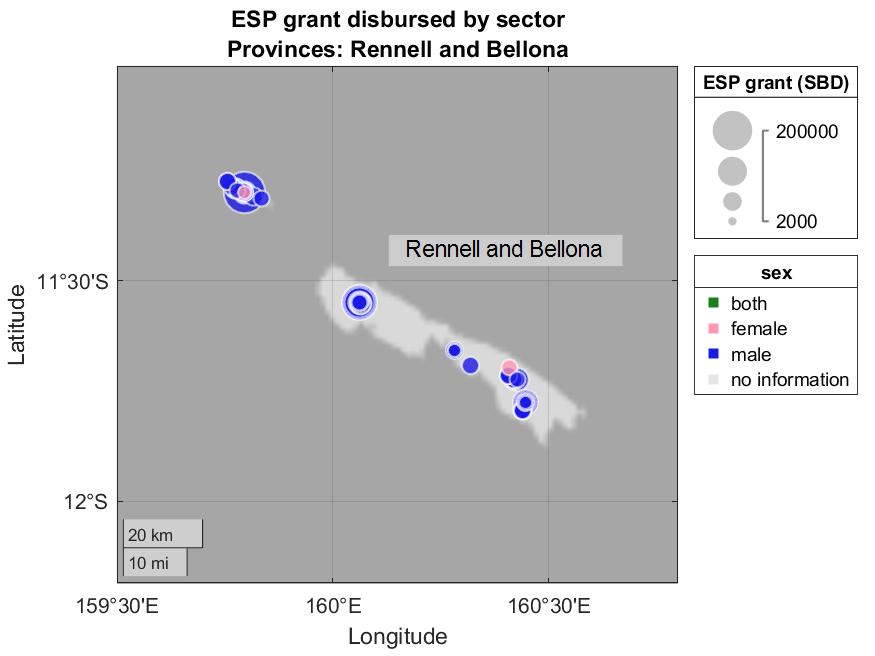 ESP grant disbursed by sector
Provinces: Rennell and Bellona
ESP grant (SBD)
200000
2000
Rennell and Bellona
sex
both
female
male
no information
Latitude
11°30'S
12°S
20 km
10 mi
159°30'E
160°E
160°30'E
Longitude